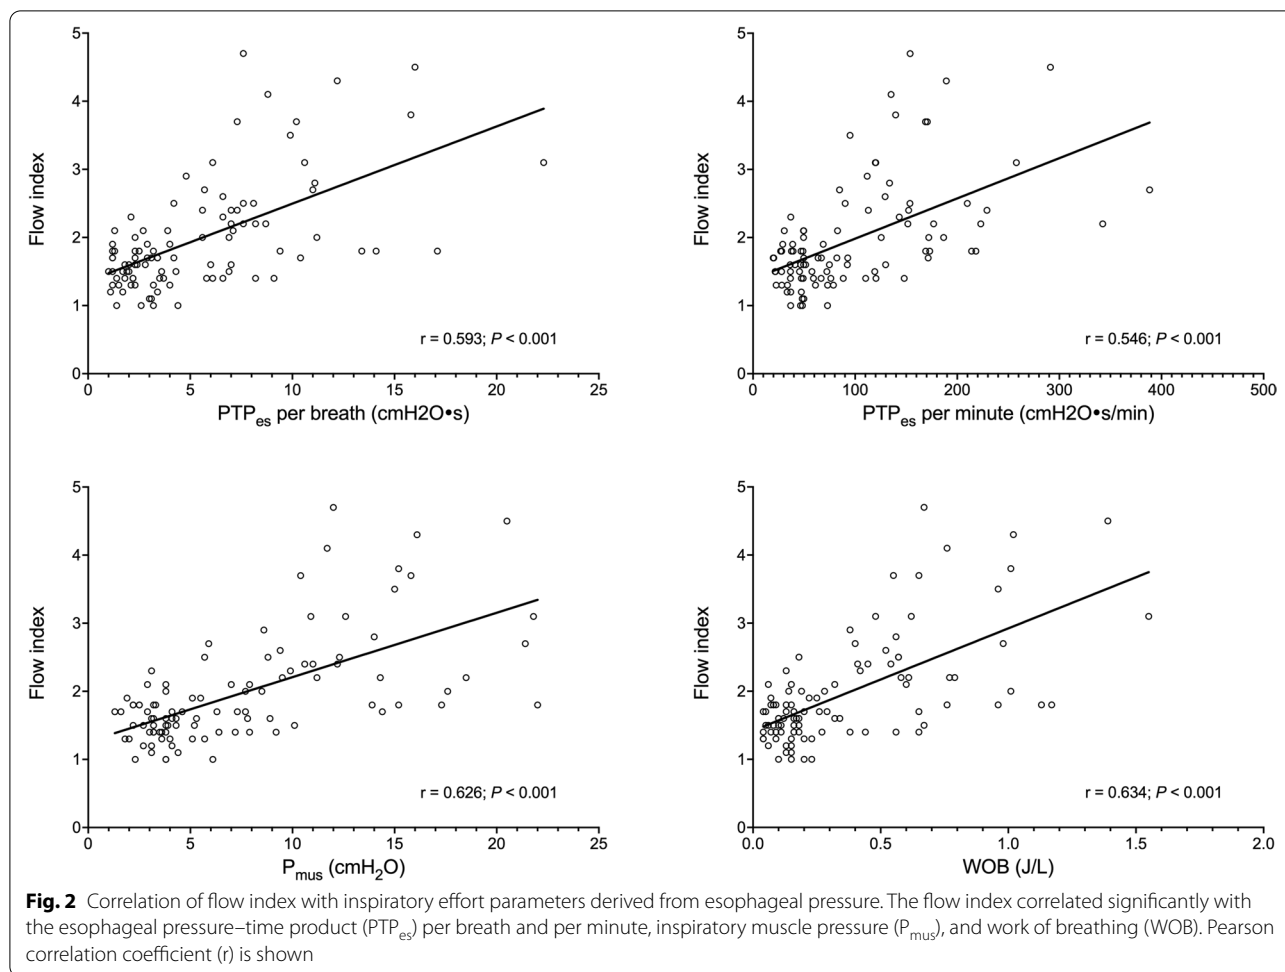 5
4
3
2
1
0
Flow index
r = 0.593; P < 0.001
0 5 10 15 20 25
PTPes per breath (cmH2O•s)
5
4
3
2
1
0
Flow index
r = 0.546; P < 0.001
0 100 200 300 400 500
PTPes per minute (cmH2O•s/min)
5
4
3
2
1
0
Flow index
r = 0.626; P < 0.001
0 5 10 15 20 25
Pmus (cmH2O)
5
4
3
2
1
0
Flow index
r = 0.634; P < 0.001
0.0 0.5 1.0 1.5 2.0
WOB (J/L)
Fig. 2 Correlation of flow index with inspiratory effort parameters derived from esophageal pressure. The flow index correlated significantly with
the esophageal pressure–time product (PTPes) per breath and per minute, inspiratory muscle pressure (Pmus), and work of breathing (WOB). Pearson
correlation coefficient (r) is shown